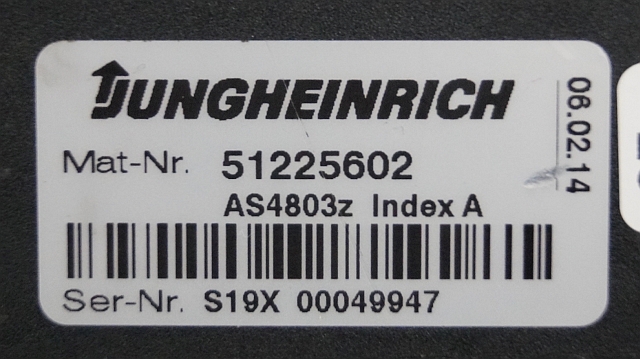 JUNGHEINRICH
Mat-Nr. 51225602
AS4803z Index A
Ser-Nr. S19X 00049947
06.02.14